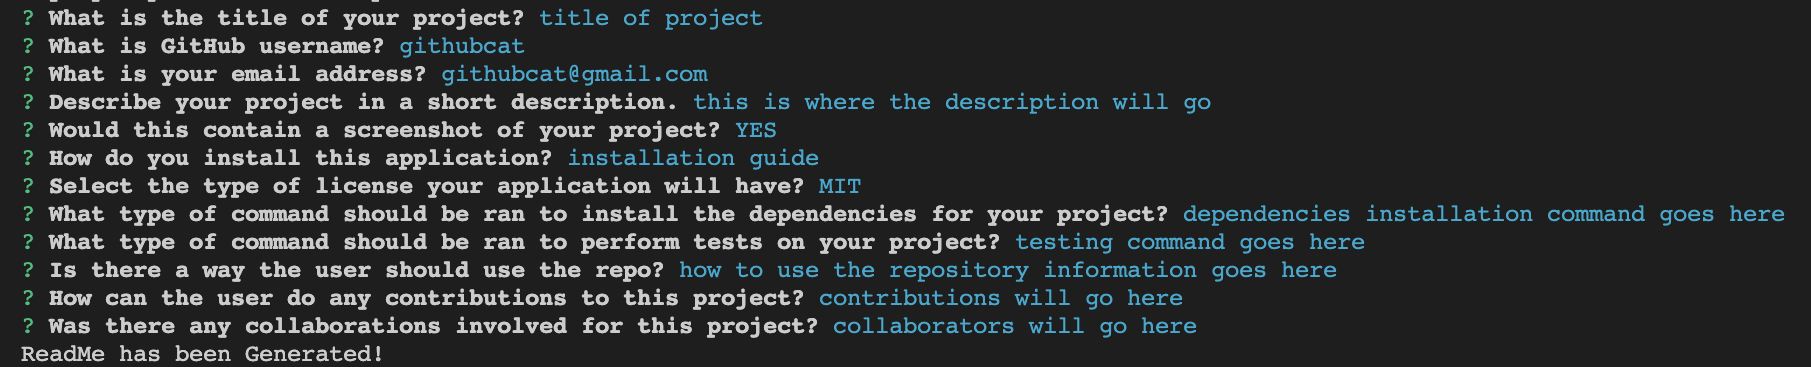 ? What is the title of your project? title of project
? What is GitHub username? githubcat
? What is your email address? githubcat@gmail.com
? Describe your project in a short description. this is where the description will go
? Would this contain a screenshot of your project? YES
? How do you install this application? installation guide
? Select the type of license your application will have? MIT
? What type of command should be ran to install the dependencies for your project? dependencies installation command goes here
? What type of command should be ran to perform tests on your project? testing command goes here
? Is there a way the user should use the repo? how to use the repository information goes here
? How can the user do any contributions to this project? contributions will go here
? Was there any collaborations involved for this project? collaborators will go here
ReadMe has been Generated!